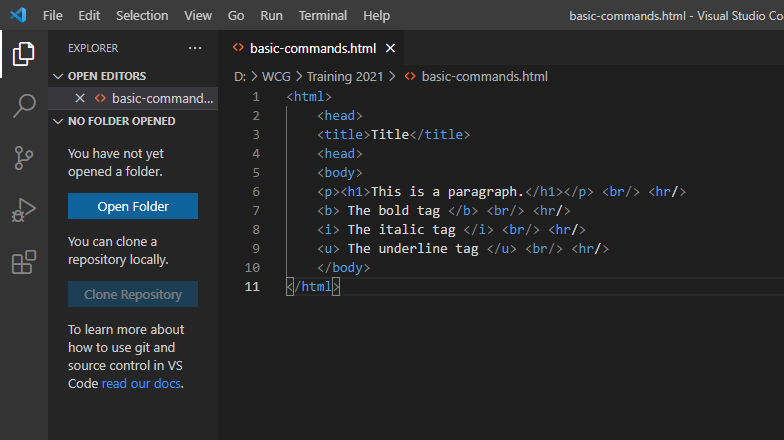 File Edit Selection View Go Run Terminal Help basic-commands.html - Visual Studio Co
EXPLORER ···
OPEN EDITORS
basic-command...
NO FOLDER OPENED
You have not yet
opened a folder.
Open Folder
You can clone a
repository locally.
Clone Repository
To learn more about
how to use git and
source control in VS
Code read our docs.
basic-commands.html
D: > WCG > Training 2021 > basic-commands.html
1 <html>
2 <head>
3 <title>Title</title>
4 <head>
5 <body>
6 <p><h1>This is a paragraph.</h1></p> <br/> <hr/>
7 <b> The bold tag </b> <br/> <hr/>
8 <i> The italic tag </i> <br/> <hr/>
9 <u> The underline tag </u> <br/> <hr/>
10 </body>
11 </html>